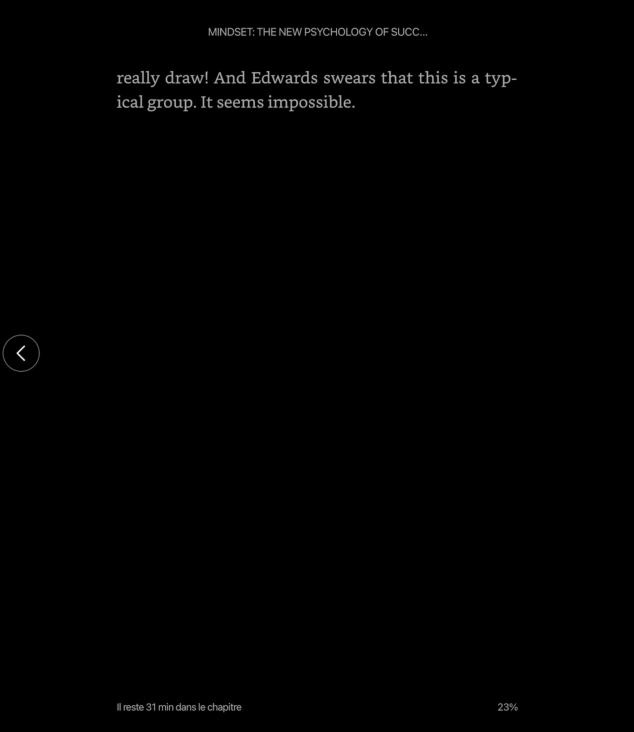 MINDSET: THE NEW PSYCHOLOGY OF SUCC...
really draw! And Edwards swears that this is a typ-
ical group. It seems impossible.
Il reste 31 min dans le chapitre
23%